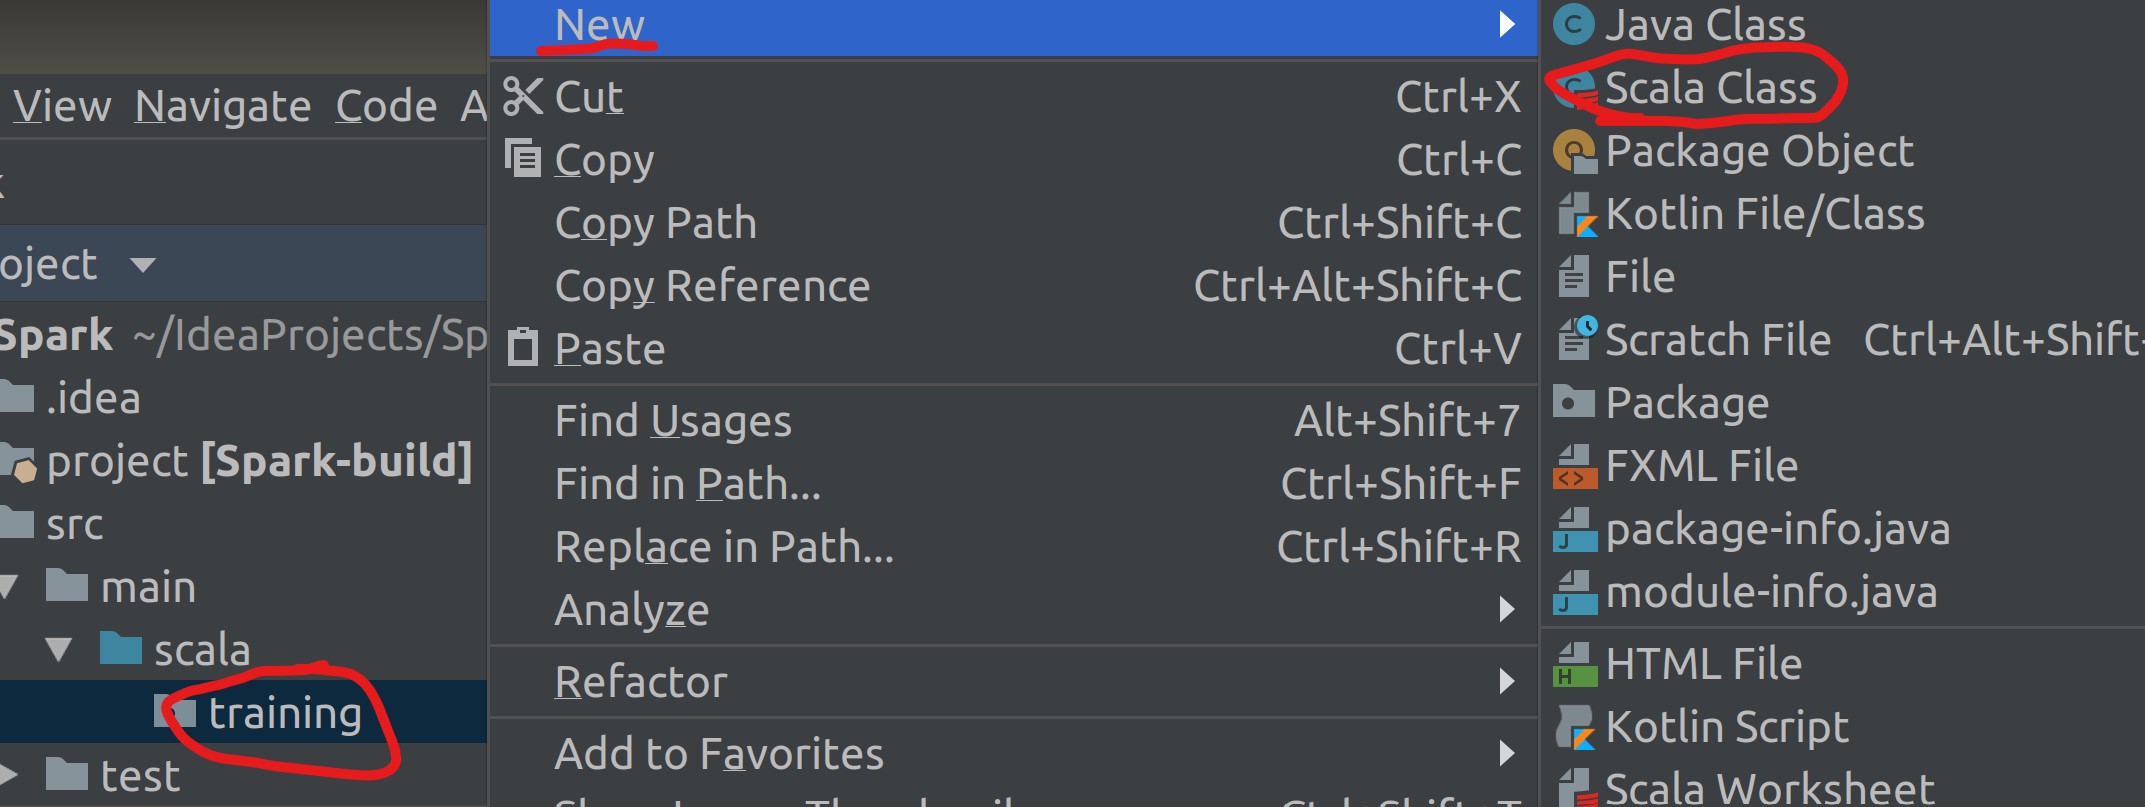 View Navigate Code A
oject
Spark ~/IdeaProjects/Sp
.idea
project [Spark-build]
src
main
scala
training
test
New
Cut Ctrl+X
Copy Ctrl+C
Copy Path Ctrl+Shift+C
Copy Reference Ctrl+Alt+Shift+C
Paste Ctrl+V
Find Usages Alt+Shift+7
Find in Path... Ctrl+Shift+F
Replace in Path... Ctrl+Shift+R
Analyze
Refactor
Add to Favorites
Java Class
Scala Class
Package Object
Kotlin File/Class
File
Scratch File Ctrl+Alt+Shift+
Package
FXML File
package-info.java
module-info.java
HTML File
Kotlin Script
Scala Worksheet